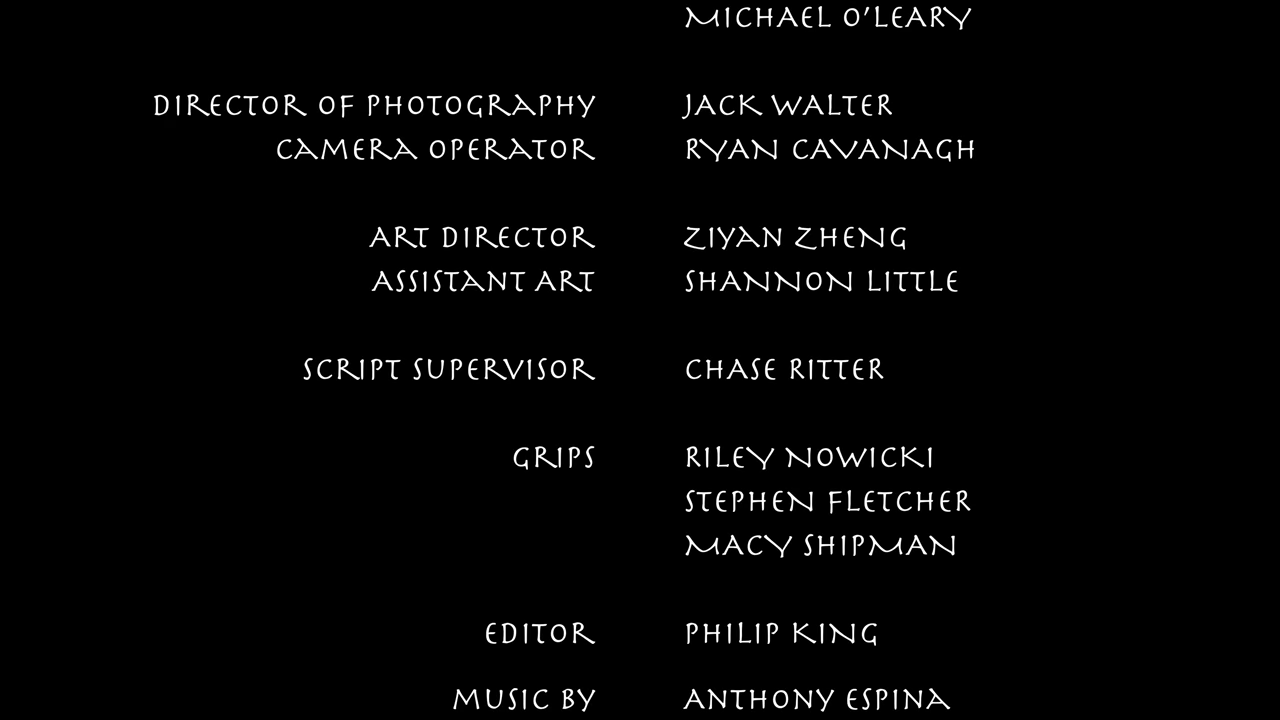 MICHAEL O'LEARY
DIRECTOR OF PHOTOGRAPHY JACK WALTER
CAMERA OPERATOR RYAN CAVANAGH
ART DIRECTOR ZIYAN ZHENG
ASSISTANT ART SHANNON LITTLE
SCRIPT SUPERVISOR CHASE RITTER
GRIPS RILEY NOWICKI
STEPHEN FLETCHER
MACY SHIPMAN
EDITOR PHILIP KING
MUSIC BY ANTHONY ESPINA